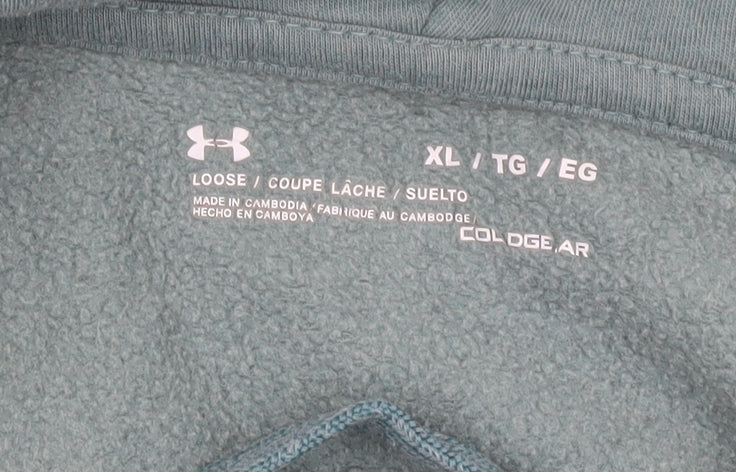 XL / TG / EG
LOOSE / COUPE LÂCHE / SUELTO
MADE IN CAMBODIA / FABRIQUE AU CAMBODGE /
HECHO EN CAMBOYA
COLDGEAR